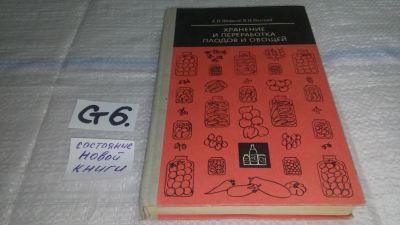 ХРАНЕНИЕ
И ПЕРЕРАБОТКА
ПЛОДОВ И ОВОЩЕЙ
G6.
состояние
Новой
книги